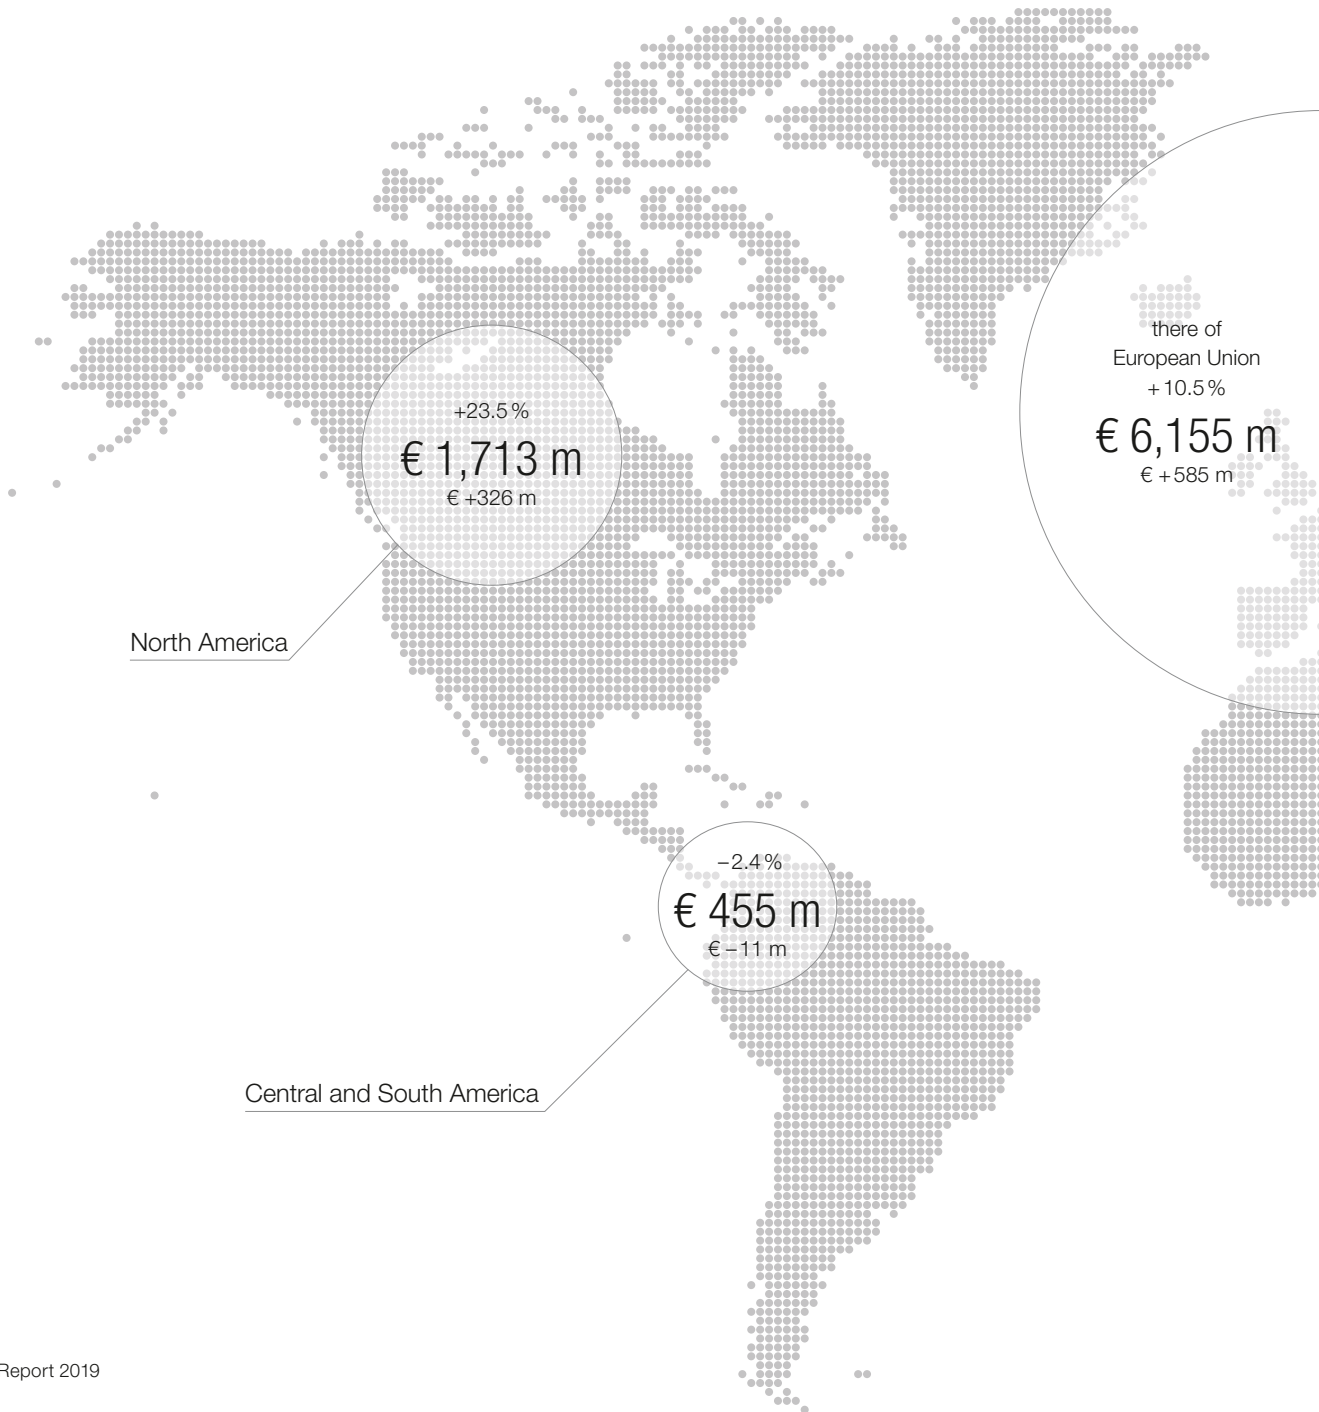 there of
European Union
+10.5%
€ 6,155 m
€ +585 m
+23.5%
€ 1,713 m
€ +326 m
North America
−2.4%
€ 455 m
€ −11 m
Central and South America
Report 2019